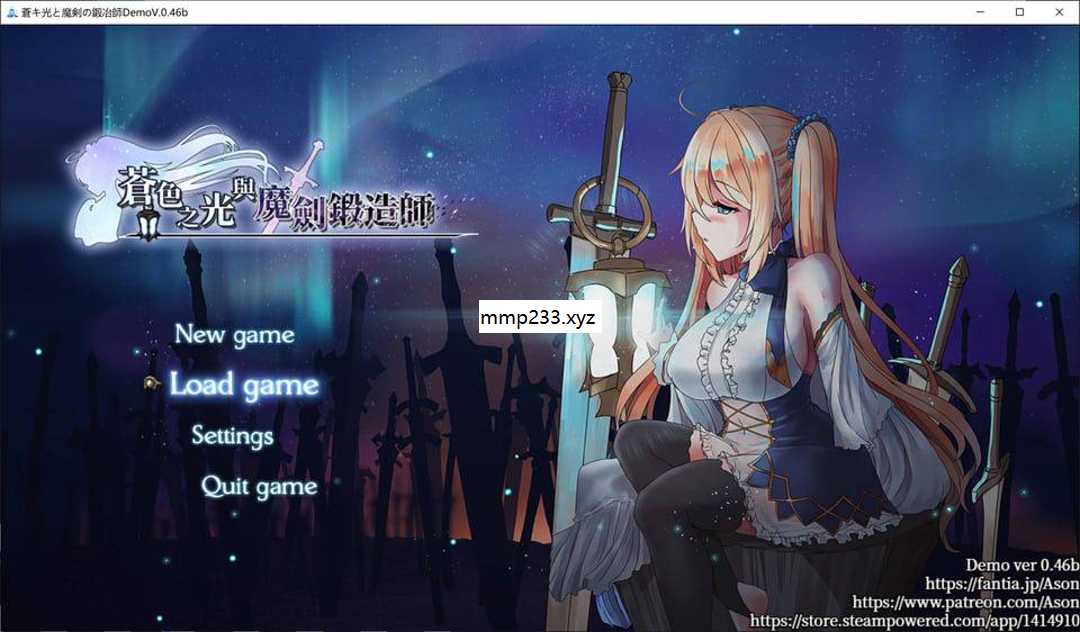 蒼キ光と魔剣の鍛冶師DemoV.0.46b
蒼色之光與魔劍鍛造師
New game
Load game
Settings
Quit game
mmp233.xyz
Demo ver 0.46b
https://fantia.jp/Ason
https://www.patreon.com/Ason
https://store.steampowered.com/app/1414910